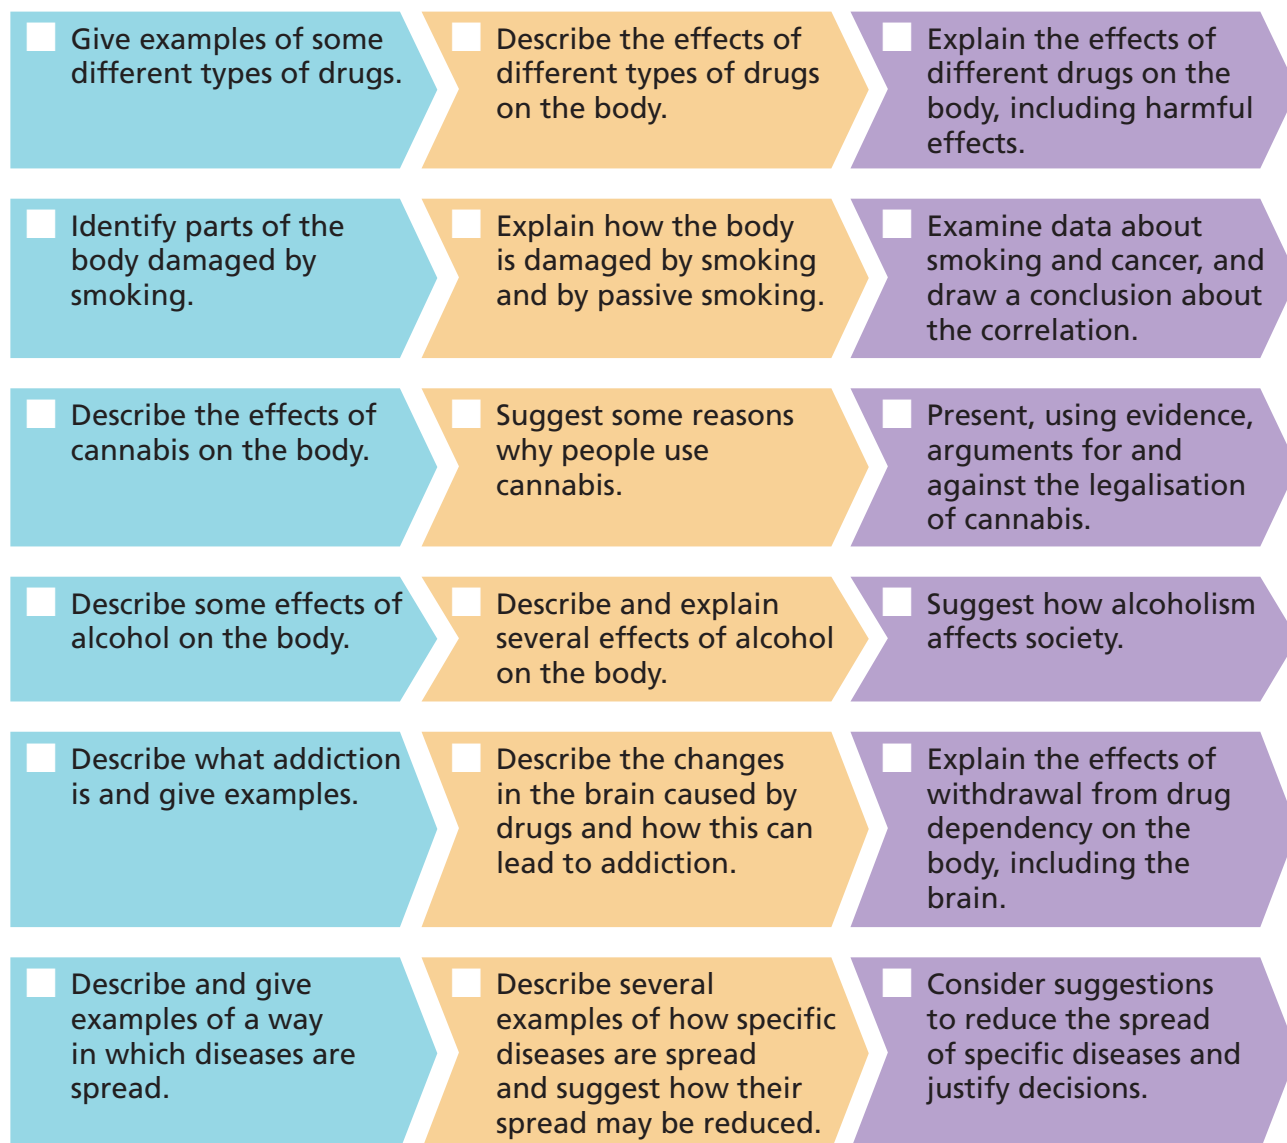 Give examples of some
different types of drugs.
Describe the effects of
different types of drugs
on the body.
Explain the effects of
different drugs on the
body, including harmful
effects.
Identify parts of the
body damaged by
smoking.
Explain how the body
is damaged by smoking
and by passive smoking.
Examine data about
smoking and cancer, and
draw a conclusion about
the correlation.
Describe the effects of
cannabis on the body.
Suggest some reasons
why people use
cannabis.
Present, using evidence,
arguments for and
against the legalisation
of cannabis.
Describe some effects of
alcohol on the body.
Describe and explain
several effects of alcohol
on the body.
Suggest how alcoholism
affects society.
Describe what addiction
is and give examples.
Describe the changes
in the brain caused by
drugs and how this can
lead to addiction.
Explain the effects of
withdrawal from drug
dependency on the
body, including the
brain.
Describe and give
examples of a way
in which diseases are
spread.
Describe several
examples of how specific
diseases are spread
and suggest how their
spread may be reduced.
Consider suggestions
to reduce the spread
of specific diseases and
justify decisions.